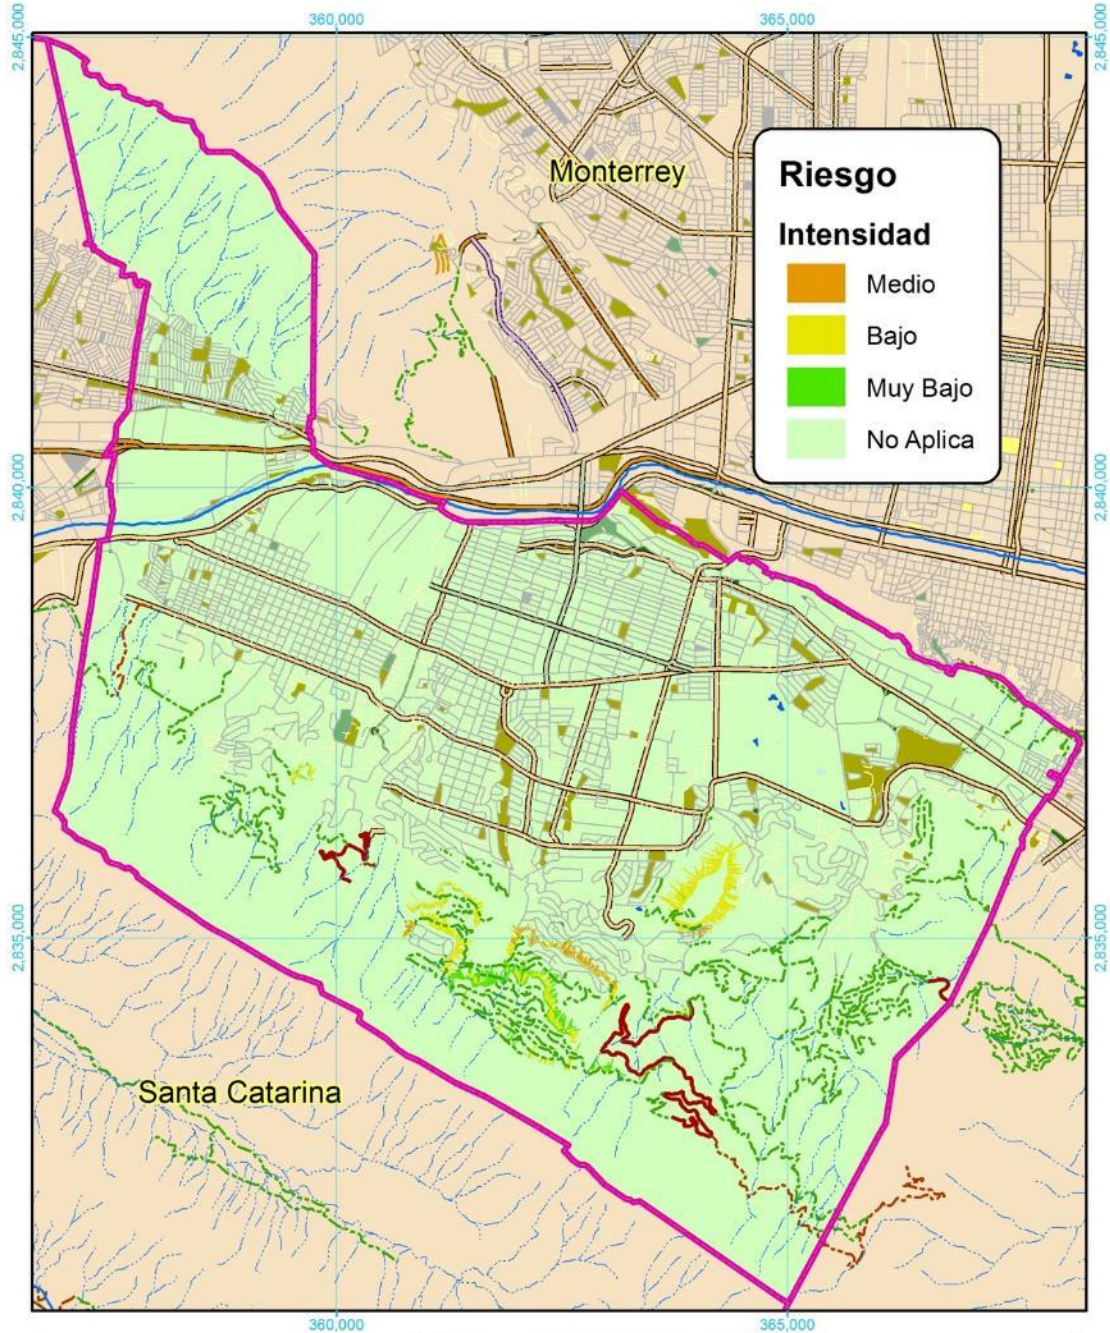 360,000
365,000
2,845,000
2,845,000
Monterrey
Riesgo
Intensidad
Medio
Bajo
Muy Bajo
No Aplica
2,840,000
2,840,000
2,835,000
2,835,000
Santa Catarina
360,000
365,000